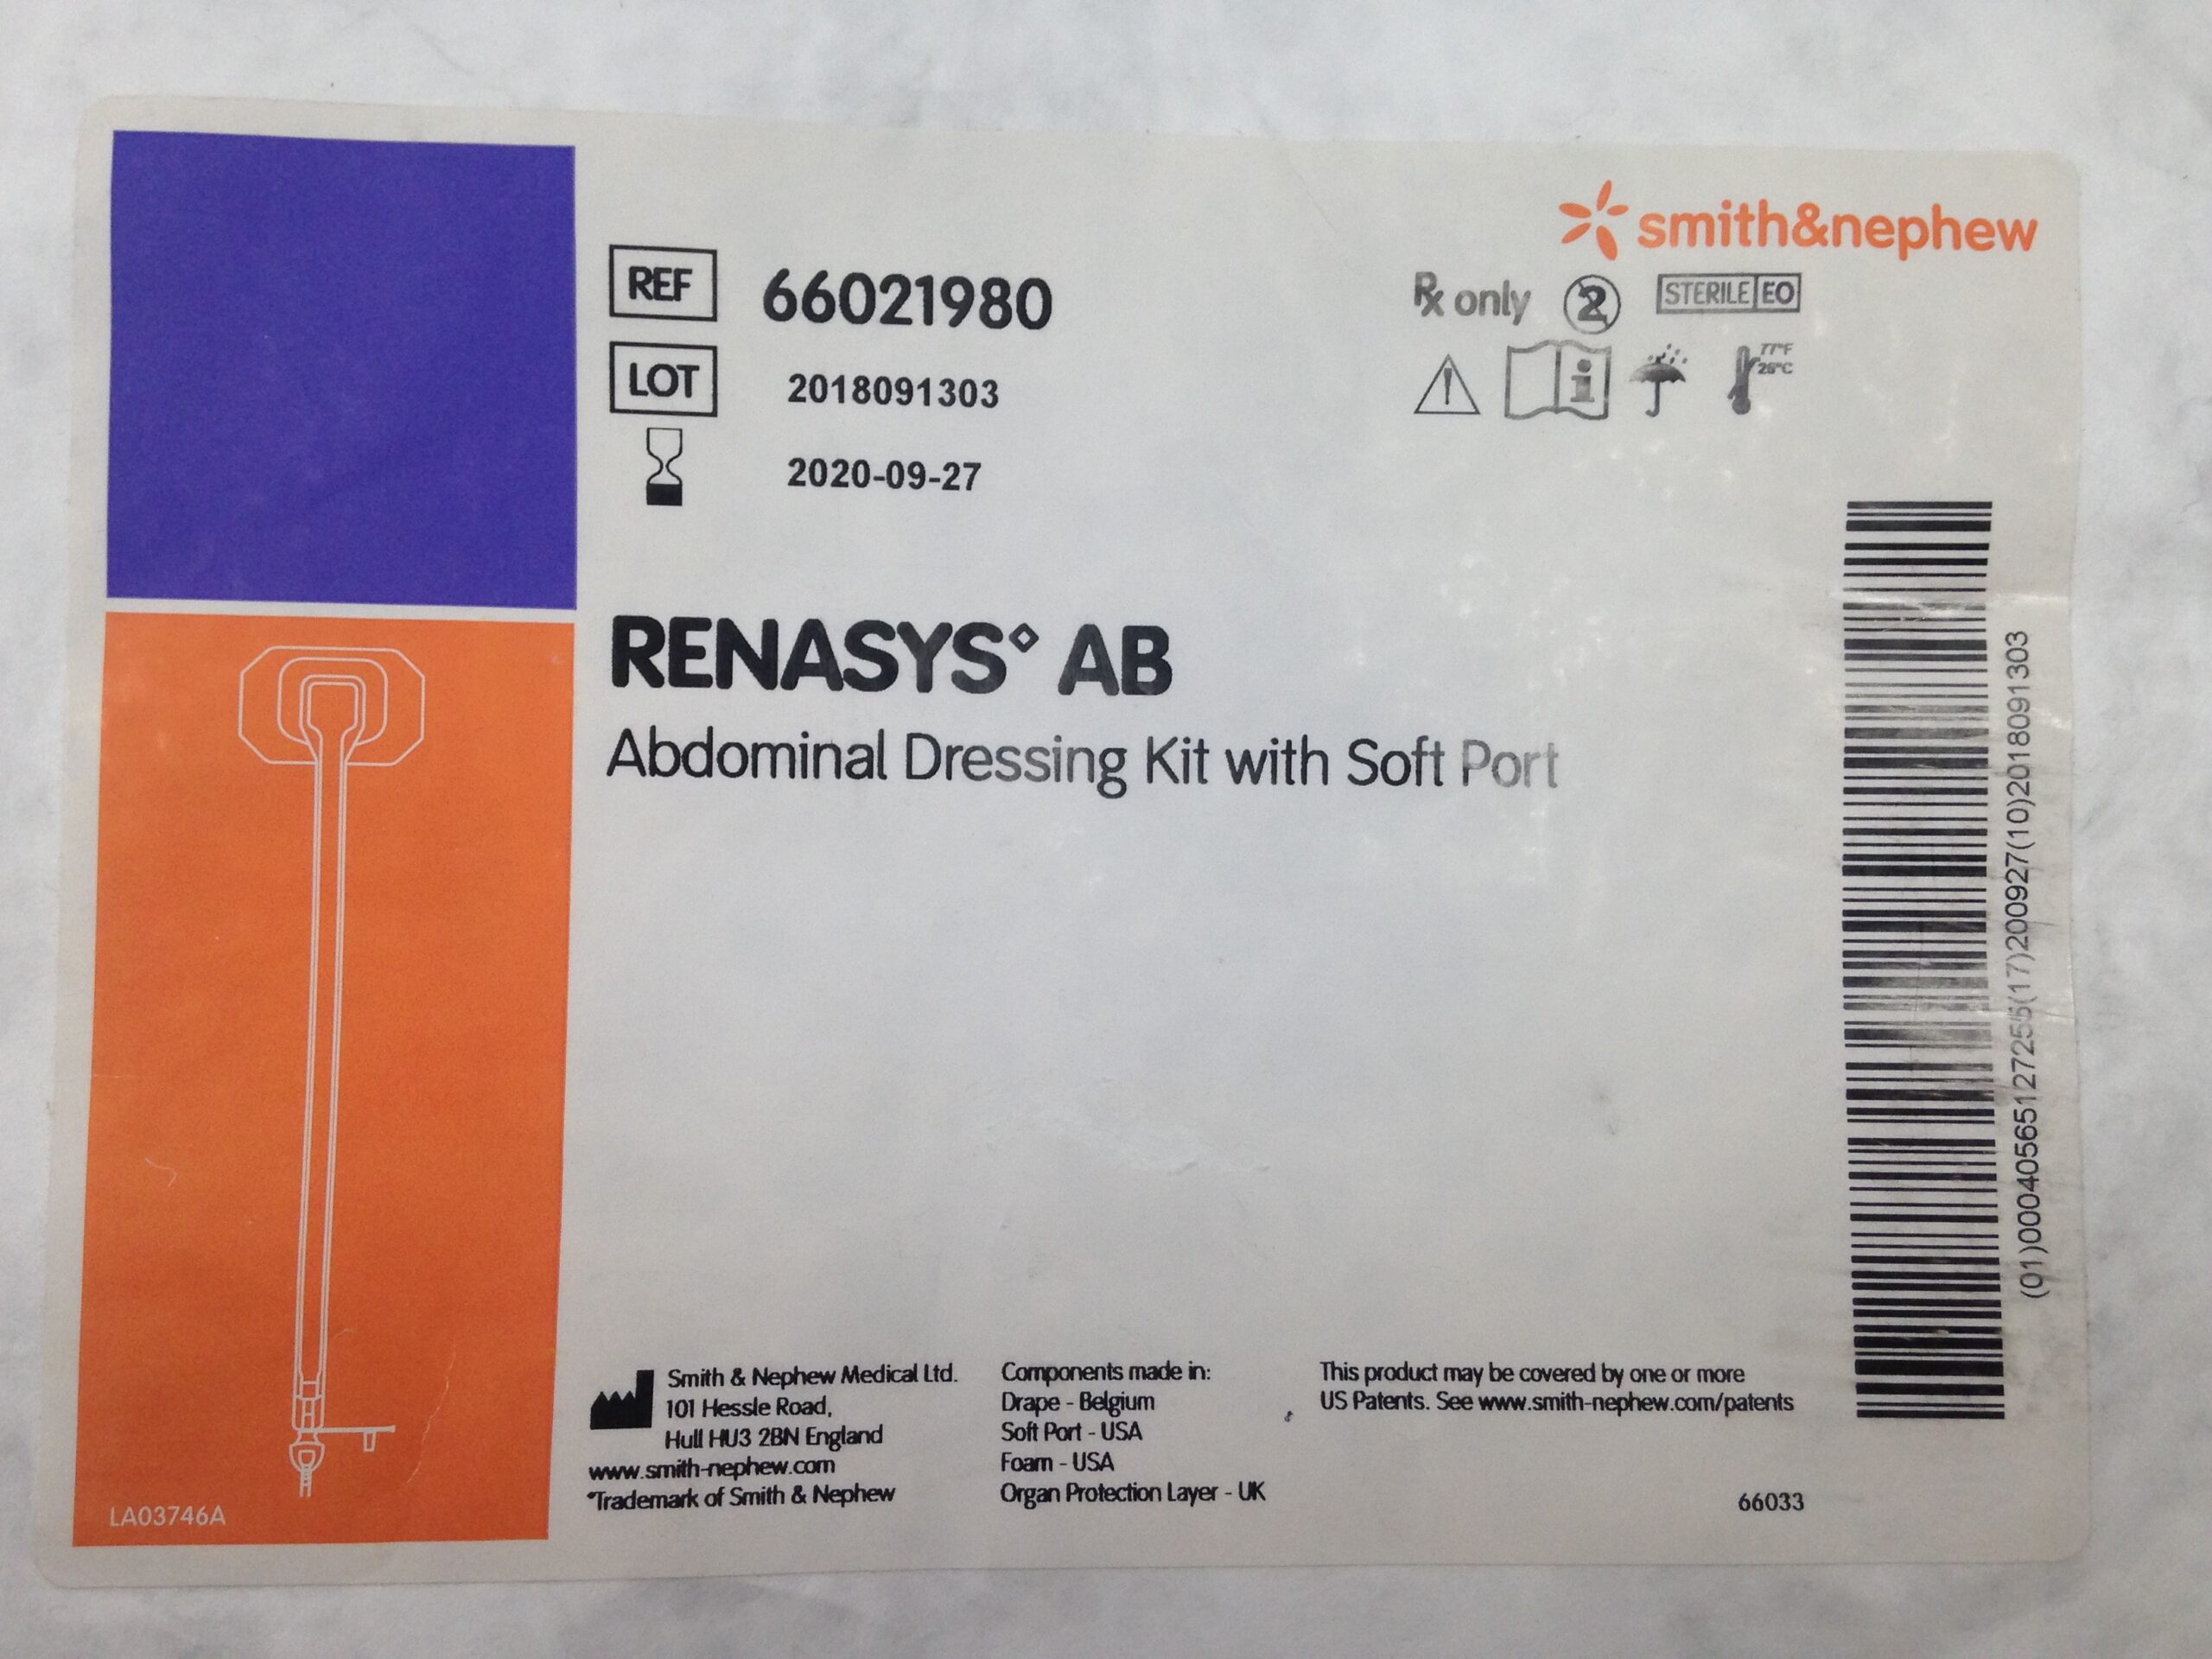 smith&nephew
REF 66021980
LOT 2018091303
2020-09-27
Rx only 2 STERILE EO
77°F
25°C
RENASYS◊ AB
Abdominal Dressing Kit with Soft Port
(01)00040565127255(17)200927(10)2018091303
Smith & Nephew Medical Ltd.
101 Hessle Road,
Hull HU3 2BN England
www.smith-nephew.com
◊Trademark of Smith & Nephew
Components made in:
Drape - Belgium
Soft Port - USA
Foam - USA
Organ Protection Layer - UK
This product may be covered by one or more
US Patents. See www.smith-nephew.com/patents
66033
LA03746A